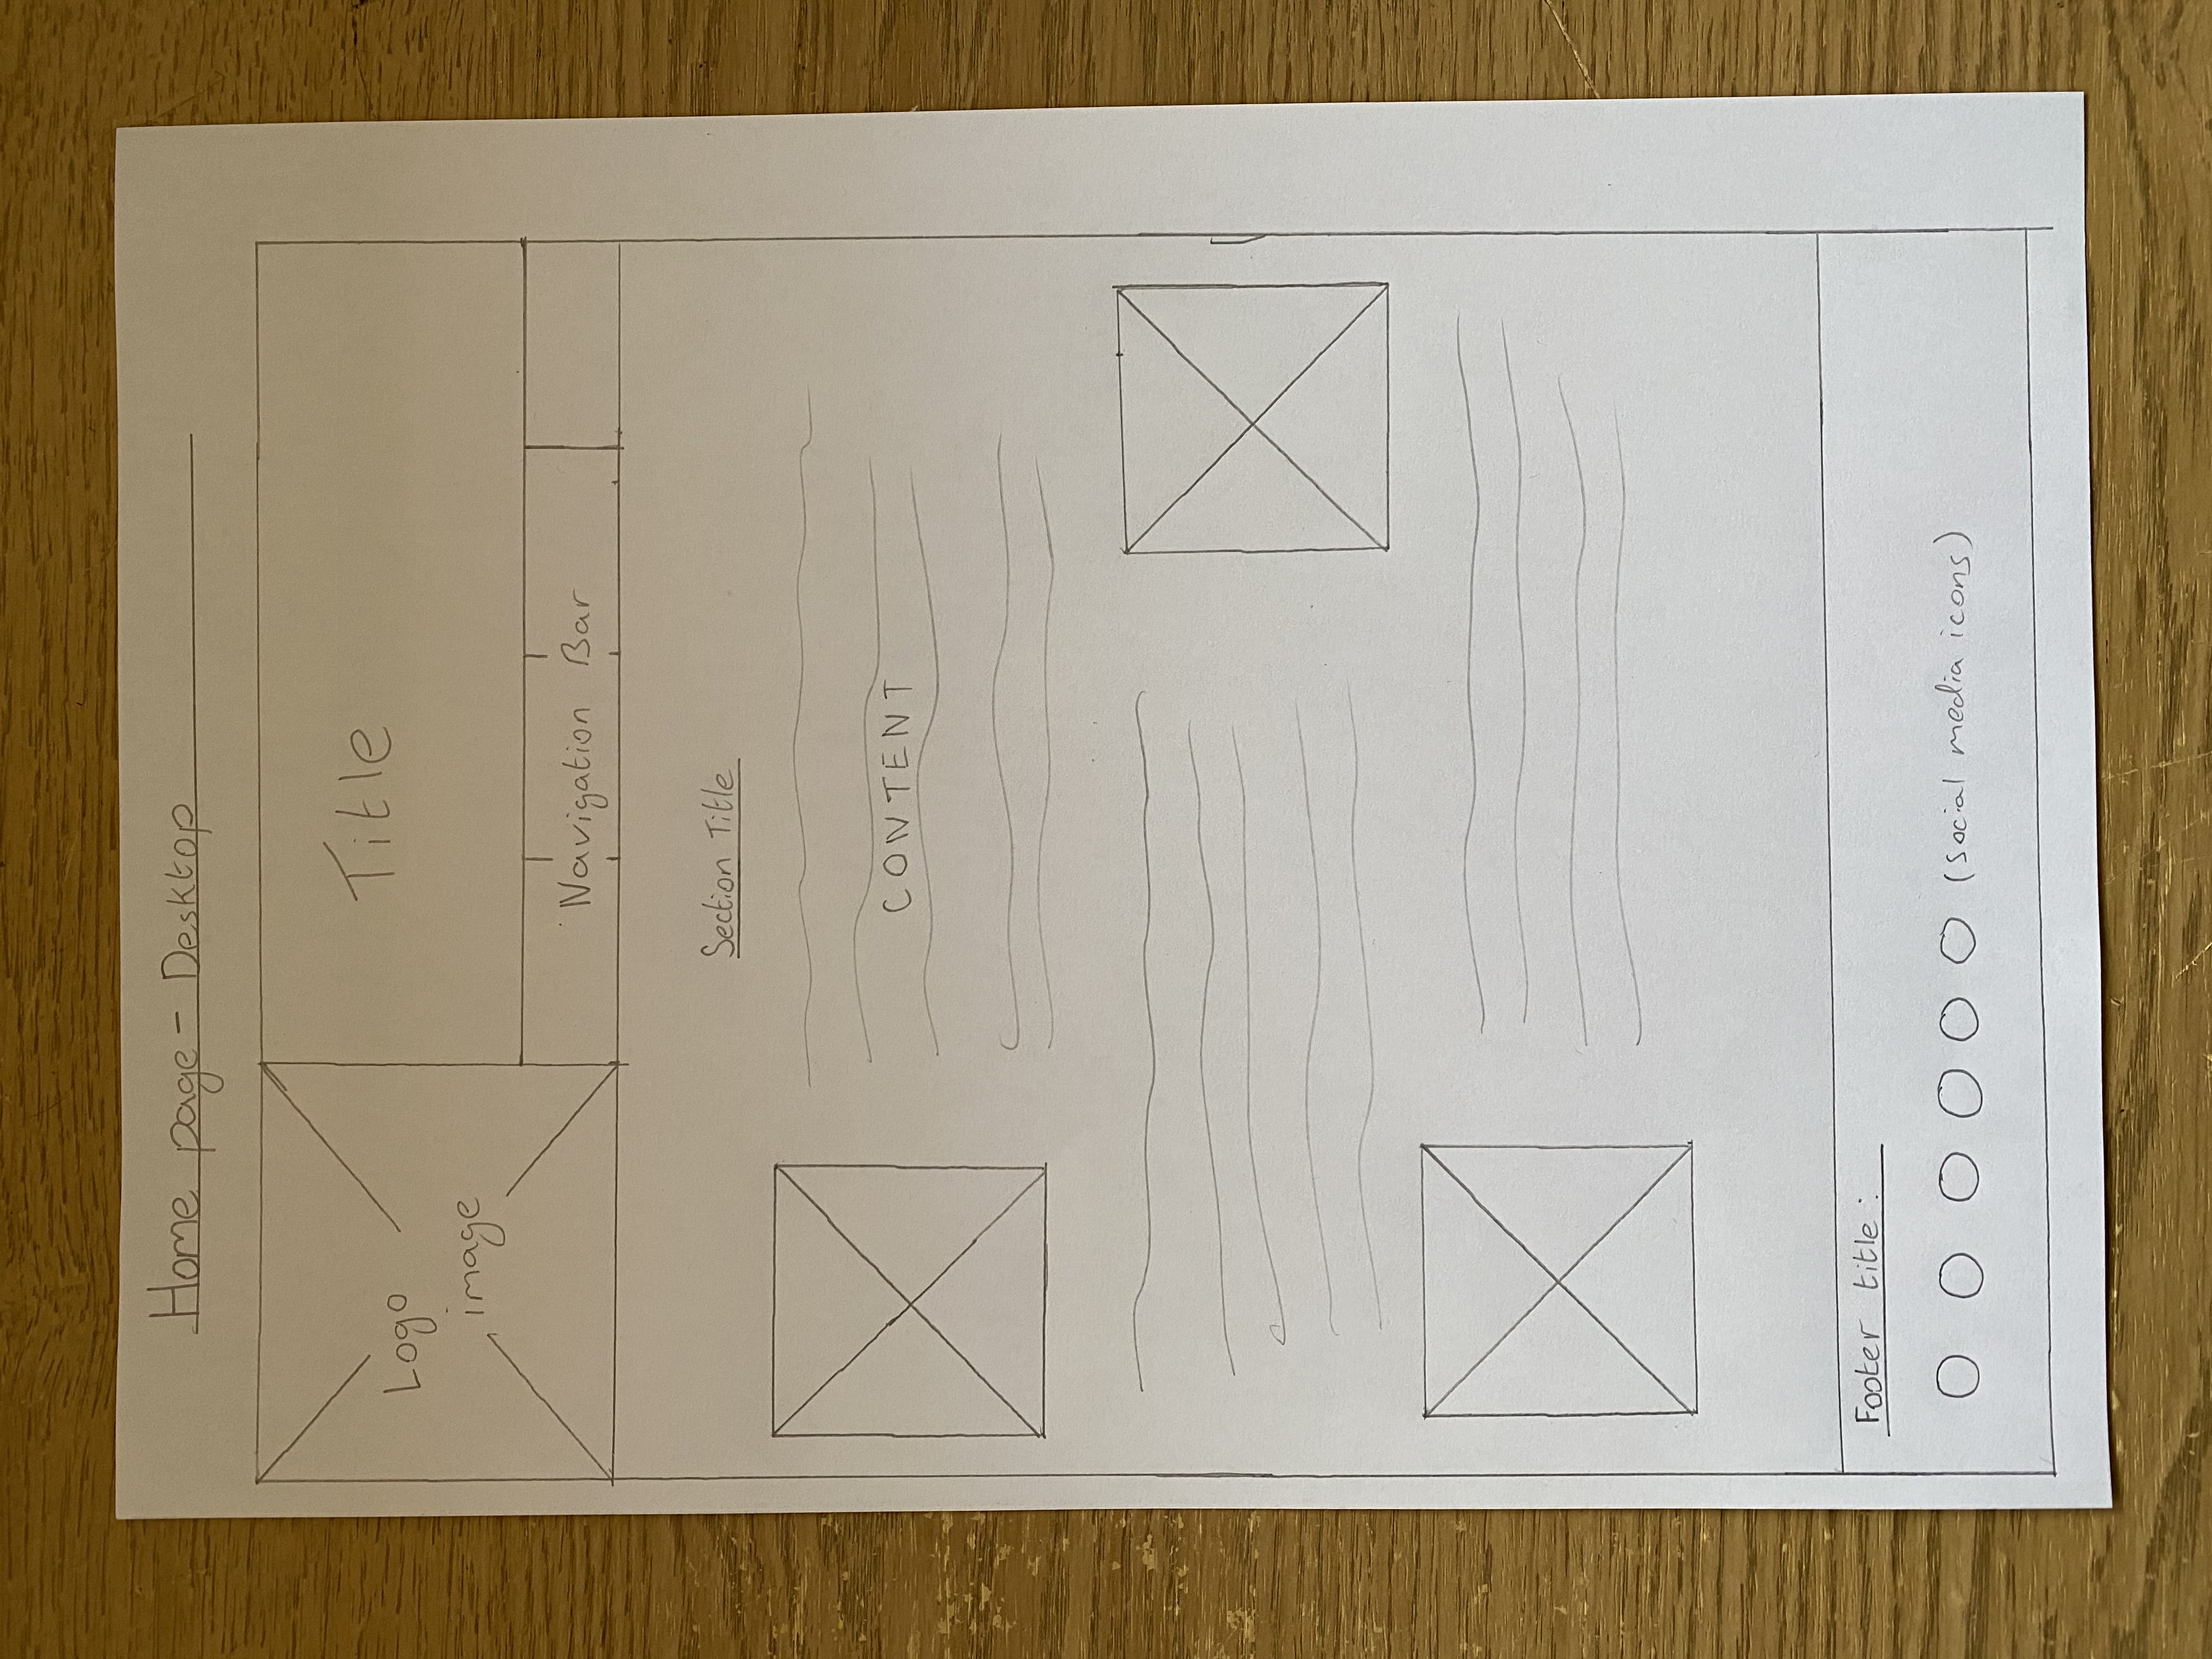 Home page - Desktop
Logo
image
Title
Navigation Bar
Section Title
CONTENT
Footer title :
(social media icons)